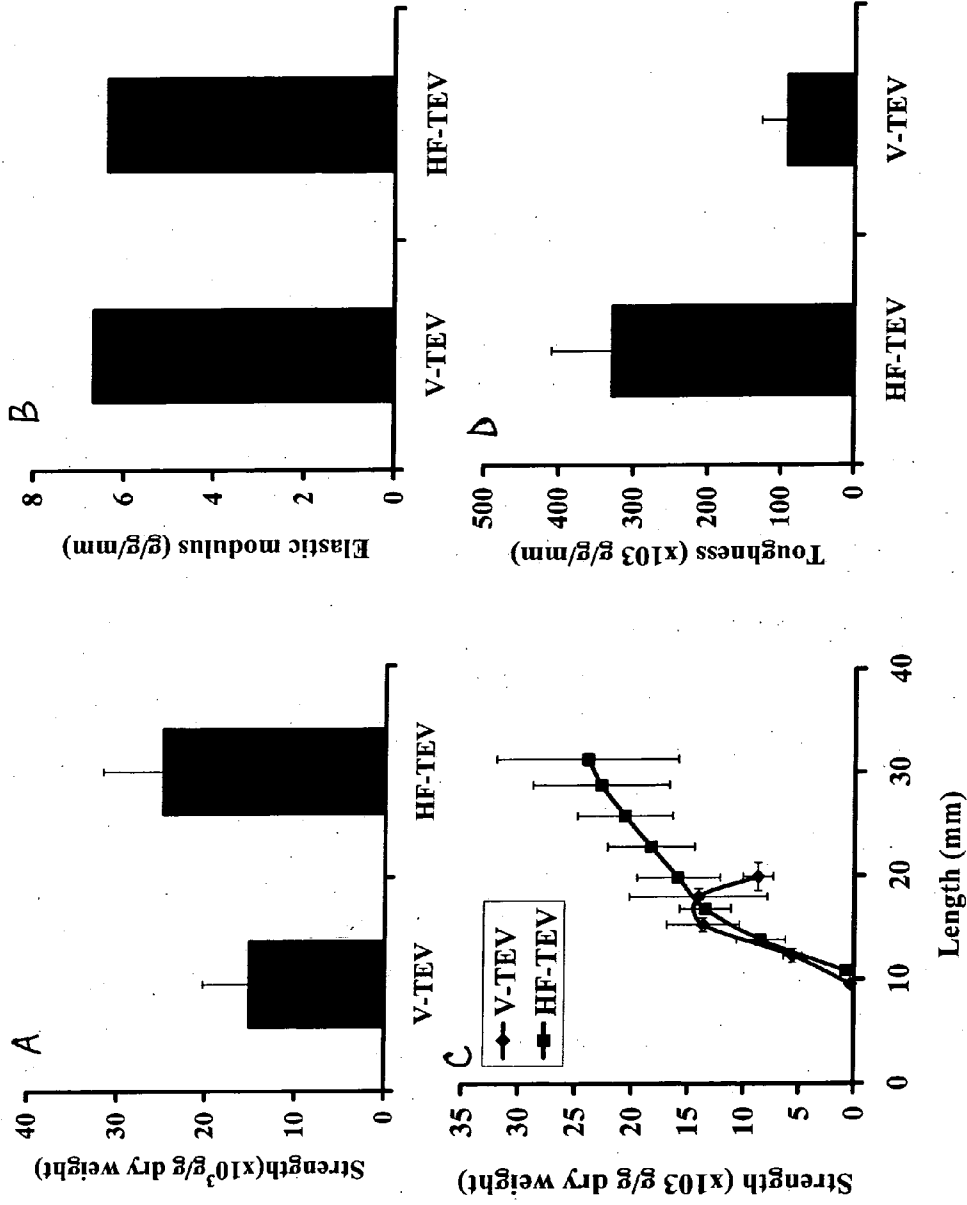 A
Strength(x10³g/g dry weight)
40
30
20
10
0
V-TEV
HF-TEV
B
Elastic modulus (g/g/mm)
8
6
4
2
0
V-TEV
HF-TEV
C
Strength (x103 g/g dry weight)
35
30
25
20
15
10
5
0
V-TEV
HF-TEV
0
10
20
30
40
Length (mm)
D
Toughness (x103 g/g/mm)
500
400
300
200
100
0
HF-TEV
V-TEV